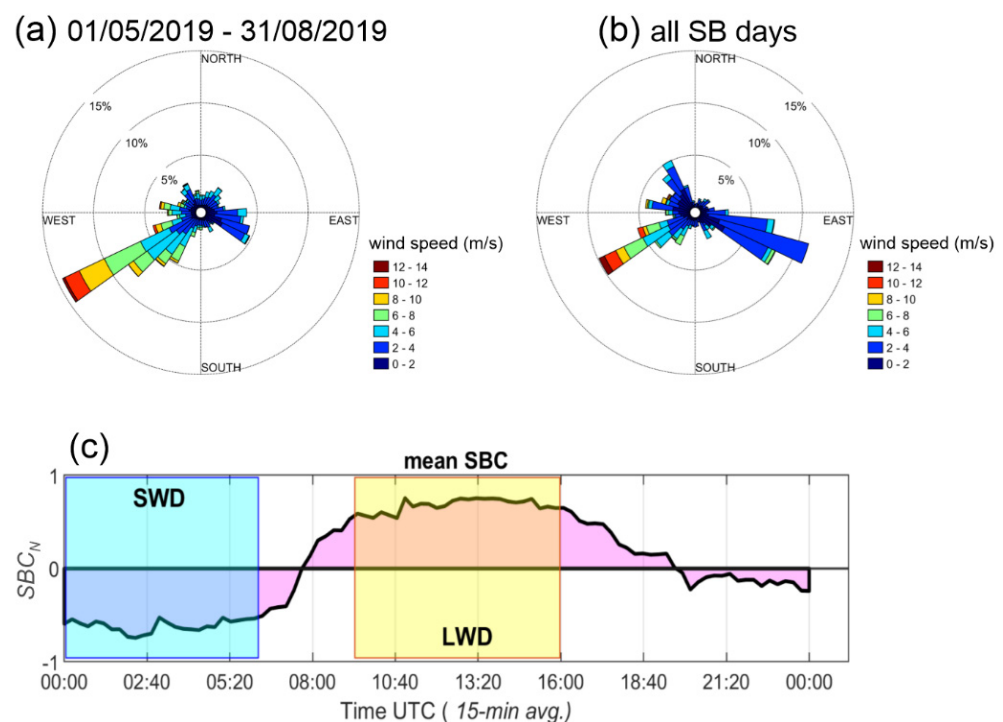 (a) 01/05/2019 - 31/08/2019
NORTH
15%
10%
5%
WEST
EAST
SOUTH
wind speed (m/s)
12 - 14
10 - 12
8 - 10
6 - 8
4 - 6
2 - 4
0 - 2
(b) all SB days
NORTH
15%
10%
5%
WEST
EAST
SOUTH
wind speed (m/s)
12 - 14
10 - 12
8 - 10
6 - 8
4 - 6
2 - 4
0 - 2
(c)
mean SBC
SWD
LWD
SBC_N
1
0
-1
00:00 02:40 05:20 08:00 10:40 13:20 16:00 18:40 21:20 00:00
Time UTC ( 15-min avg.)